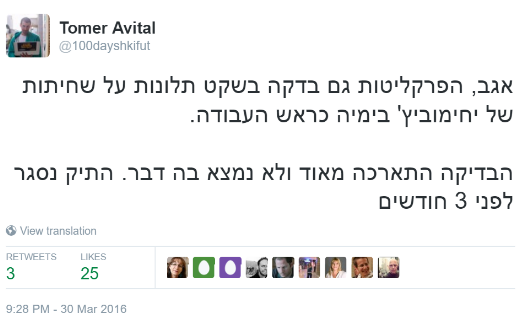 Tomer Avital
@100dayshkifut
אגב, הפרקליטות גם בדקה בשקט תלונות על שחיתות
של יחימוביץ' בימיה כראש העבודה.
הבדיקה התארכה מאוד ולא נמצא בה דבר. התיק נסגר
לפני 3 חודשים
View translation
RETWEETS LIKES
3 25
9:28 PM - 30 Mar 2016